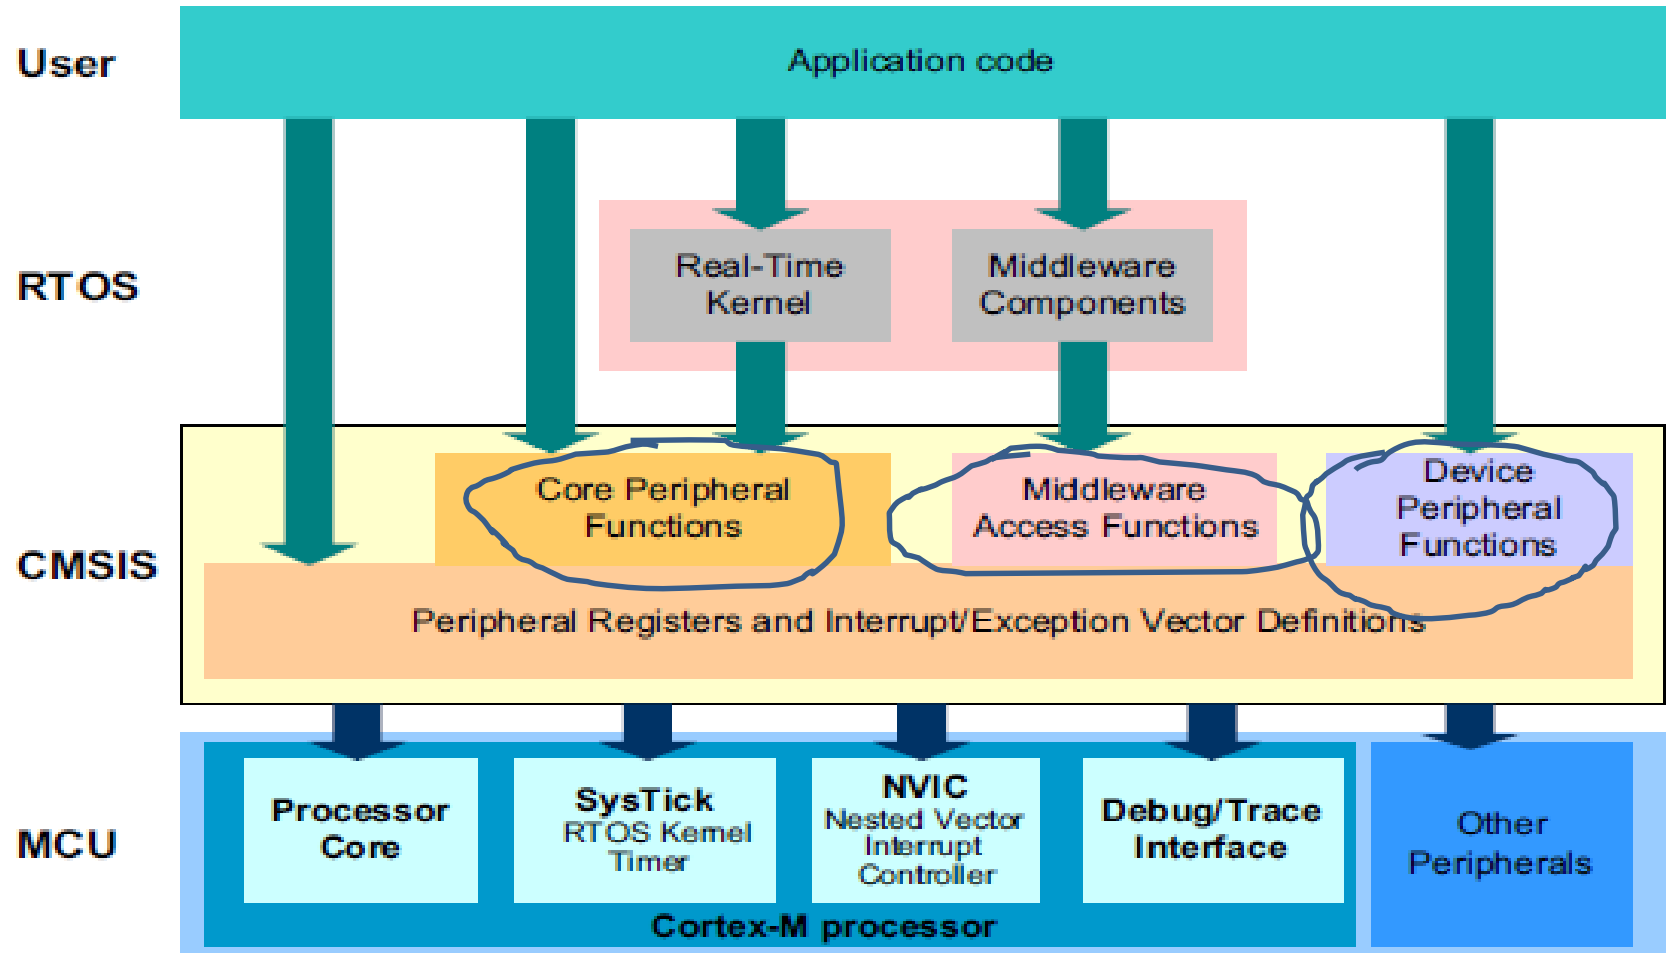 User
Application code
RTOS
Real-Time
Kernel
Middleware
Components
CMSIS
Core Peripheral
Functions
Middleware
Access Functions
Device
Peripheral
Functions
Peripheral Registers and Interrupt/Exception Vector Definitions
MCU
Processor
Core
SysTick
RTOS Kernel
Timer
NVIC
Nested Vector
Interrupt
Controller
Debug/Trace
Interface
Other
Peripherals
Cortex-M processor